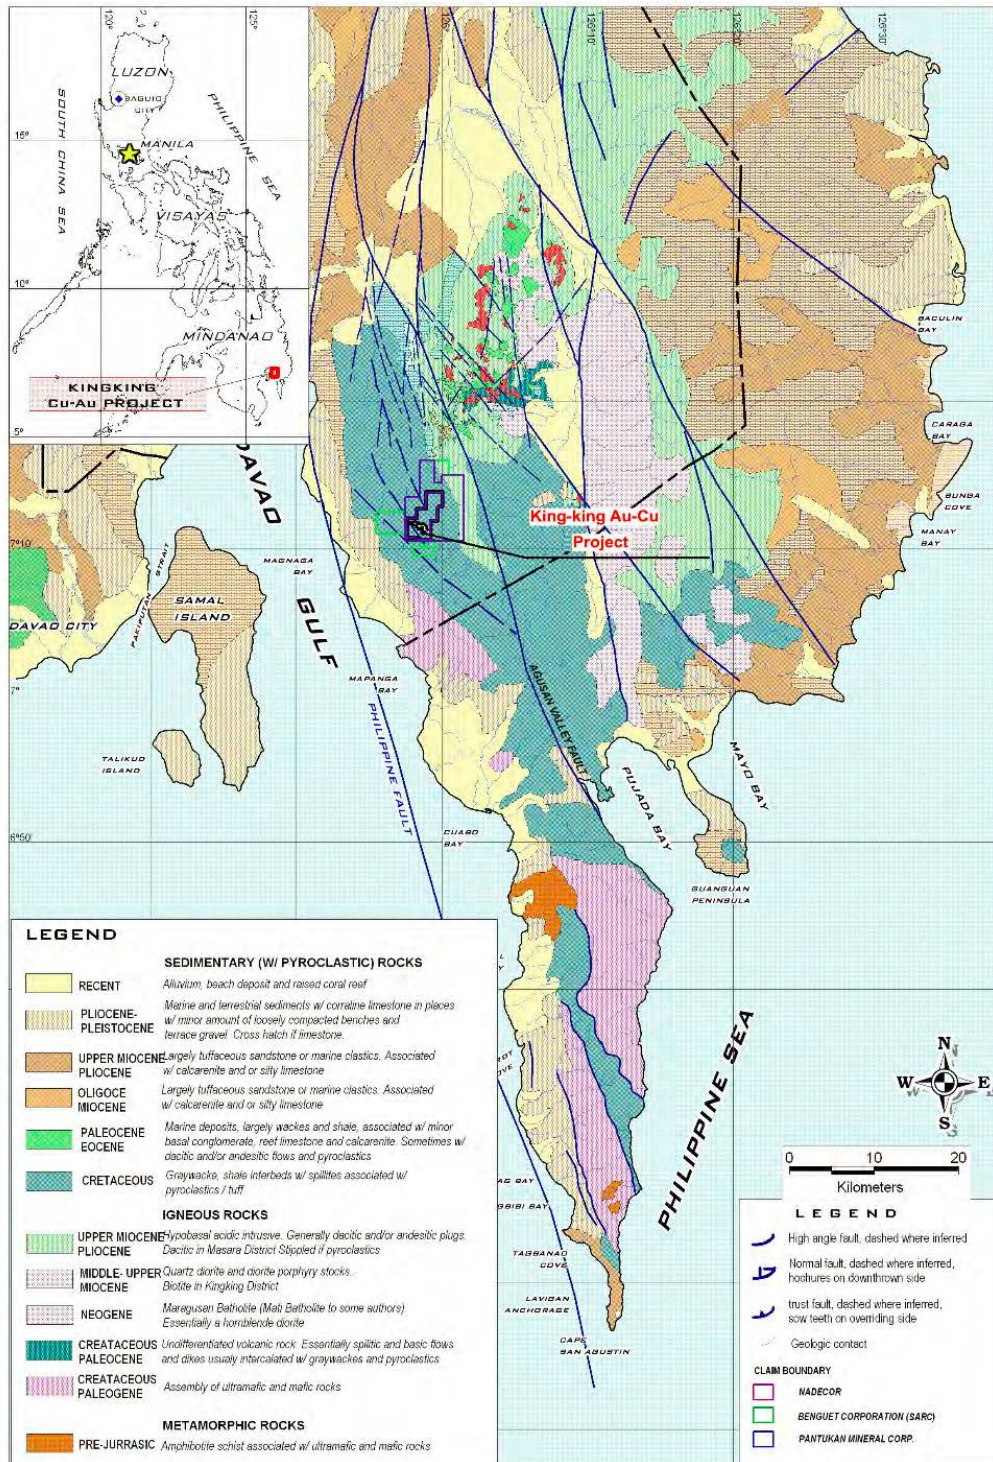 120°
125°
126°
126°10'
126°30'
LUZON
BAGUIO
CITY
SOUTH CHINA SEA
PHILIPPINE SEA
15°
MANILA
VISAYAS
10°
MINDANAO
KINGKING
Cu-Au PROJECT
5°
BAGULIN
BAY
CARAGA
BAY
BUNGA
COVE
MANAY
BAY
DAVAO
GULF
King-king Au-Cu
Project
7°10'
MAGNAGA
BAY
PAKIPUTAN STRAIT
SAMAL
ISLAND
DAVAO CITY
7°
MAPANGA
BAY
AGUSAN VALLEY FAULT
PHILIPPINE FAULT
TALIKUD
ISLAND
PUJADA BAY
MAYO BAY
6°50'
CUABO
BAY
GUANGUAN
PENINSULA
PHILIPPINE SEA
TAGBANAO
COVE
LAVIGAN
ANCHORAGE
CAPE
SAN AGUSTIN
LEGEND
SEDIMENTARY (W/ PYROCLASTIC) ROCKS
RECENT Alluvium, beach deposit and raised coral reef
PLIOCENE- Marine and terrestrial sediments w/ corraline limestone in places
PLEISTOCENE w/ minor amount of loosely compacted benches and
terrace gravel. Cross hatch if limestone.
UPPER MIOCENE Largely tuffaceous sandstone or marine clastics. Associated
PLIOCENE w/ calcarenite and or silty limestone
OLIGOCE Largely tuffaceous sandstone or marine clastics. Associated
MIOCENE w/ calcarenite and or silty limestone
PALEOCENE Marine deposits, largely wackes and shale, associated w/ minor
EOCENE basal conglomerate, reef limestone and calcarenite. Sometimes w/
dacitic and/or andesitic flows and pyroclastics
CRETACEOUS Graywacke, shale interbeds w/ spillites associated w/
pyroclastics / tuff
IGNEOUS ROCKS
UPPER MIOCENE Hypobasal acidic intrusive. Generally dacitic and/or andesitic plugs.
PLIOCENE Dacitic in Masara District Stippled if pyroclastics
MIDDLE- UPPER Quartz diorite and diorite porphyry stocks.
MIOCENE Biotite in Kingking District
NEOGENE Maragusan Batholite (Mati Batholite to some authors)
Essentially a hornblende diorite
CREATACEOUS Undifferentiated volcanic rock. Essentially spilitic and basic flows
PALEOCENE and dikes usualy intercalated w/ graywackes and pyroclastics
CREATACEOUS Assembly of ultramafic and mafic rocks
PALEOGENE
METAMORPHIC ROCKS
PRE-JURRASIC Amphibotite schist associated w/ ultramafic and mafic rocks
N
W E
S
0 10 20
Kilometers
LEGEND
High angle fault, dashed where inferred
Normal fault, dashed where inferred,
hochures on downthrown side
trust fault, dashed where inferred,
sow teeth on overriding side
Geologic contact
CLAIM BOUNDARY
NADECOR
BENGUET CORPORATION (SARC)
PANTUKAN MINERAL CORP.